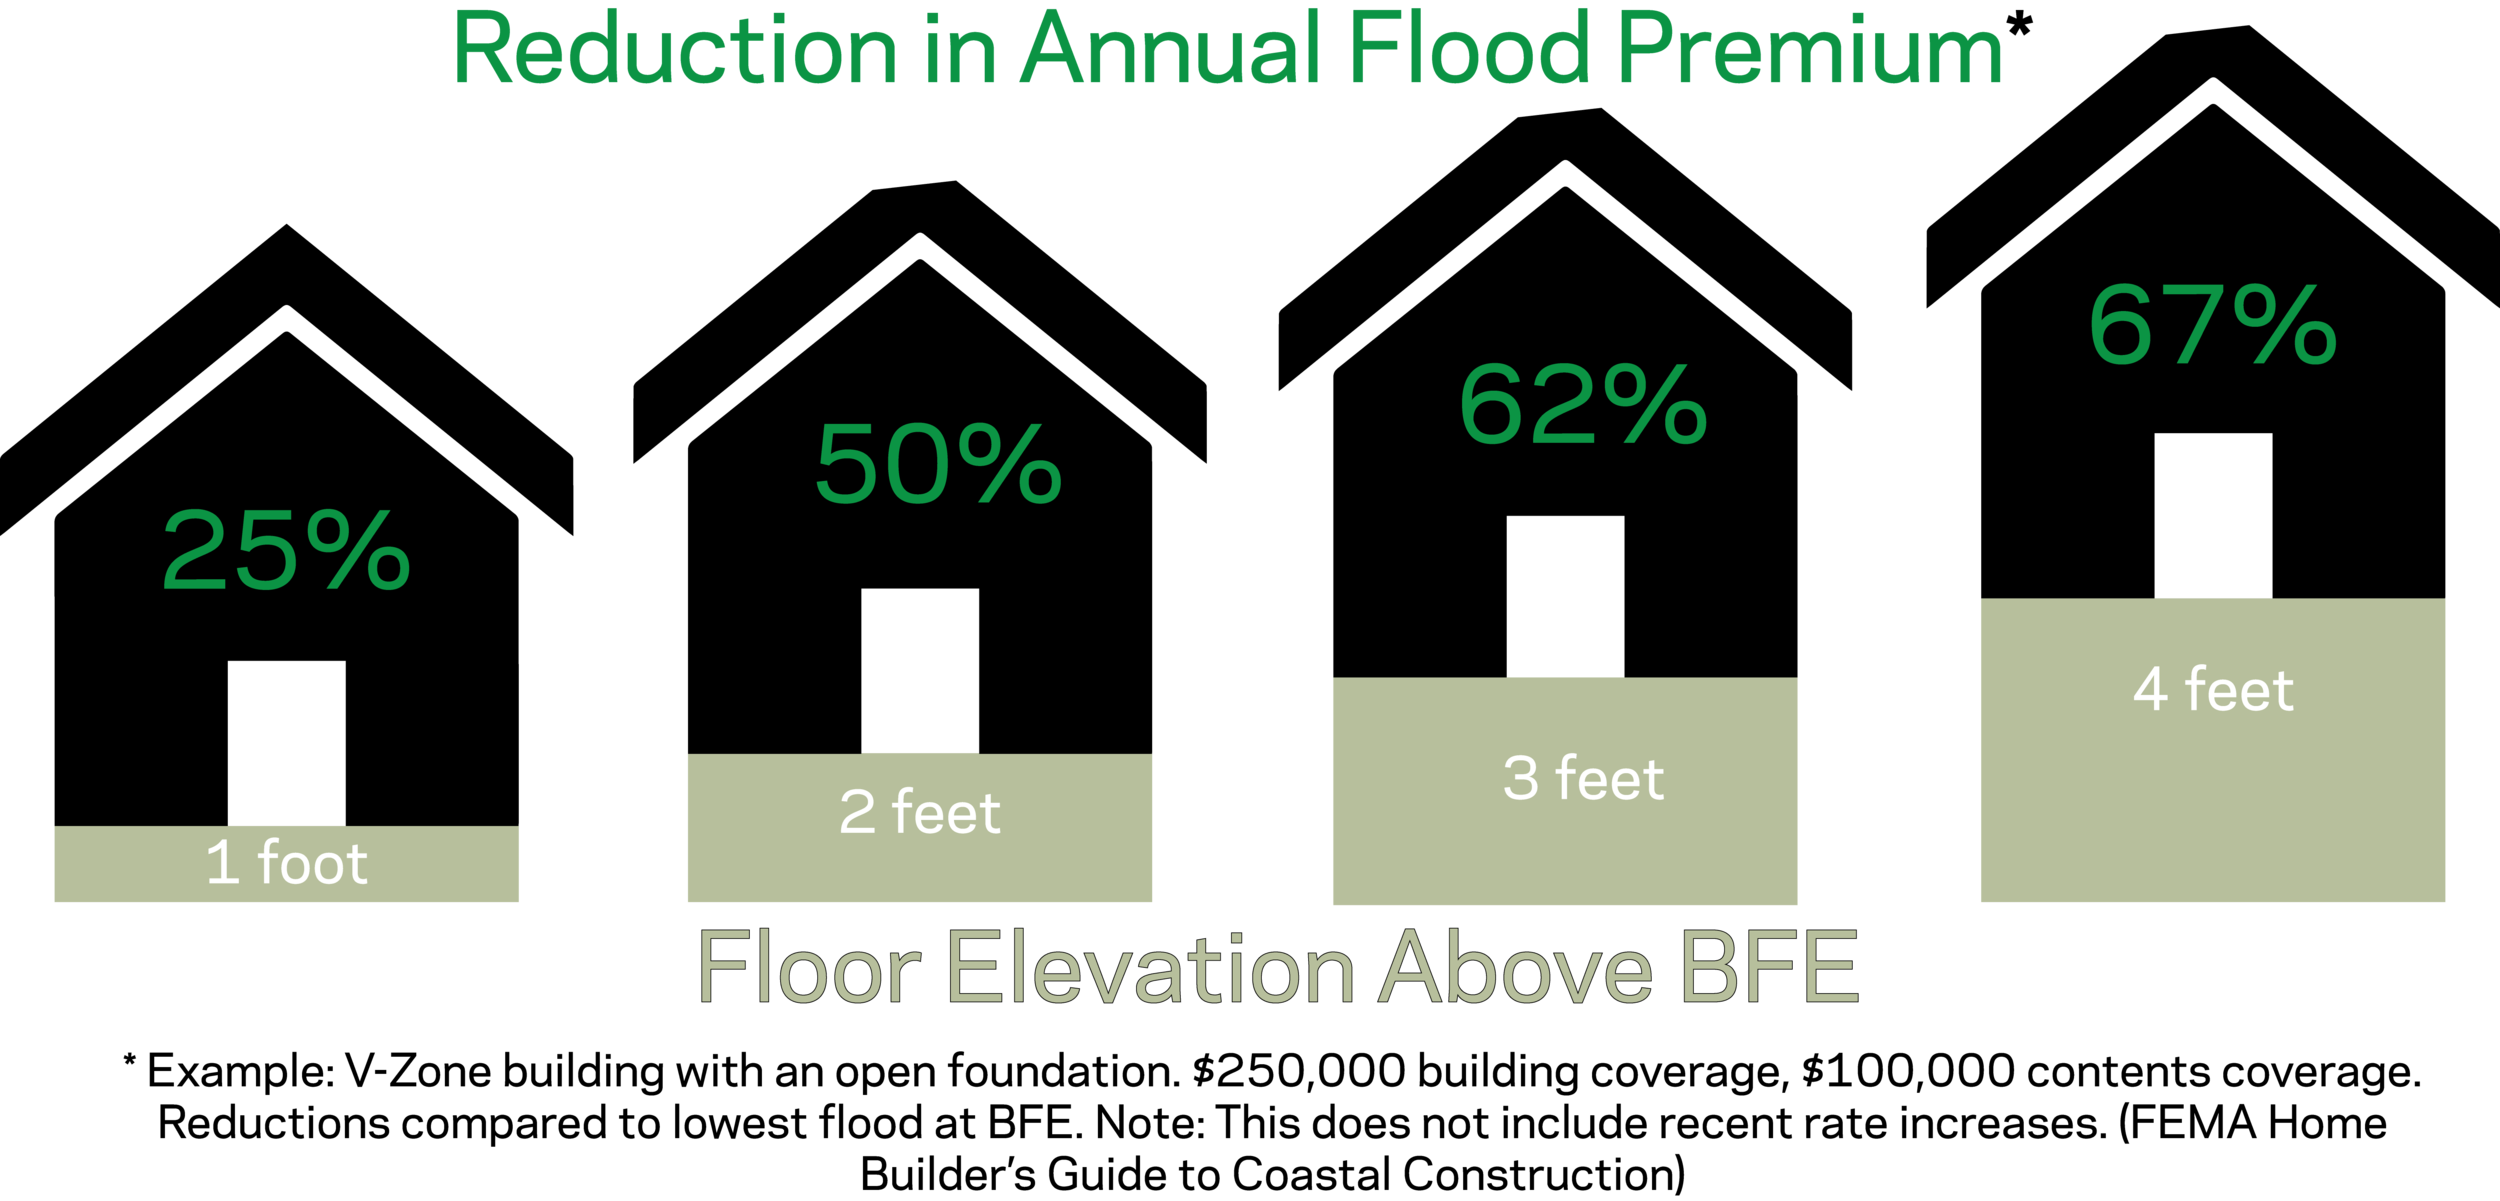 Reduction in Annual Flood Premium*
25%
50%
62%
67%
1 foot
2 feet
3 feet
4 feet
Floor Elevation Above BFE
* Example: V-Zone building with an open foundation. $250,000 building coverage, $100,000 contents coverage.
Reductions compared to lowest flood at BFE. Note: This does not include recent rate increases. (FEMA Home
Builder’s Guide to Coastal Construction)